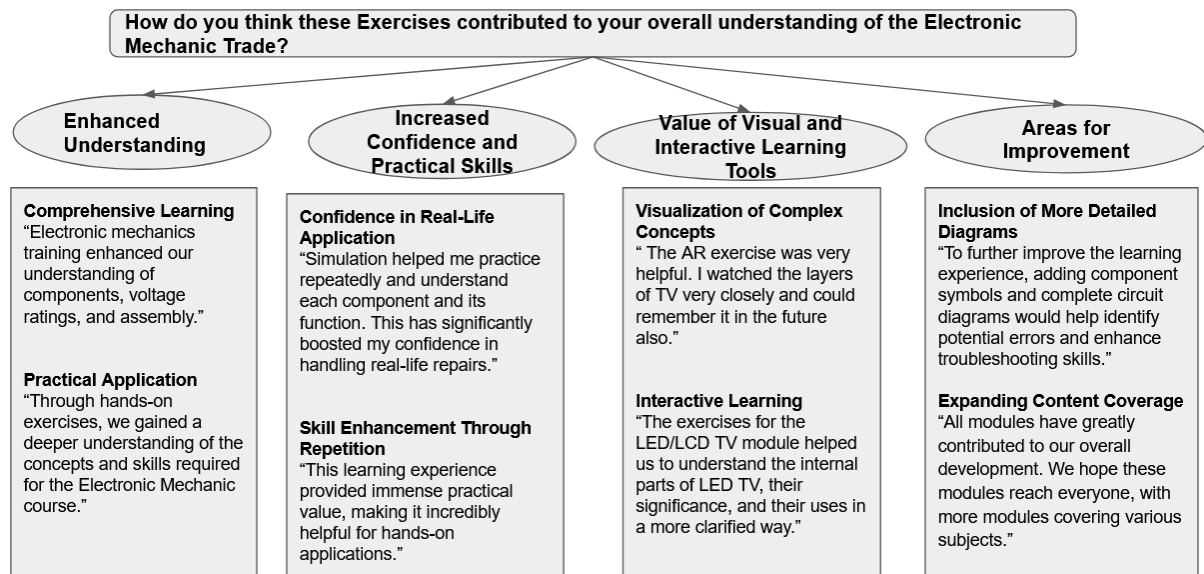 How do you think these Exercises contributed to your overall understanding of the Electronic
Mechanic Trade?
Enhanced
Understanding
Increased
Confidence and
Practical Skills
Value of Visual and
Interactive Learning
Tools
Areas for
Improvement
Comprehensive Learning
“Electronic mechanics
training enhanced our
understanding of
components, voltage
ratings, and assembly.”
Practical Application
“Through hands-on
exercises, we gained a
deeper understanding of the
concepts and skills required
for the Electronic Mechanic
course.”
Confidence in Real-Life
Application
“Simulation helped me practice
repeatedly and understand
each component and its
function. This has significantly
boosted my confidence in
handling real-life repairs.”
Skill Enhancement Through
Repetition
“This learning experience
provided immense practical
value, making it incredibly
helpful for hands-on
applications.”
Visualization of Complex
Concepts
“ The AR exercise was very
helpful. I watched the layers
of TV very closely and could
remember it in the future
also.”
Interactive Learning
“The exercises for the
LED/LCD TV module helped
us to understand the internal
parts of LED TV, their
significance, and their uses in
a more clarified way.”
Inclusion of More Detailed
Diagrams
“To further improve the learning
experience, adding component
symbols and complete circuit
diagrams would help identify
potential errors and enhance
troubleshooting skills.”
Expanding Content Coverage
“All modules have greatly
contributed to our overall
development. We hope these
modules reach everyone, with
more modules covering various
subjects.”